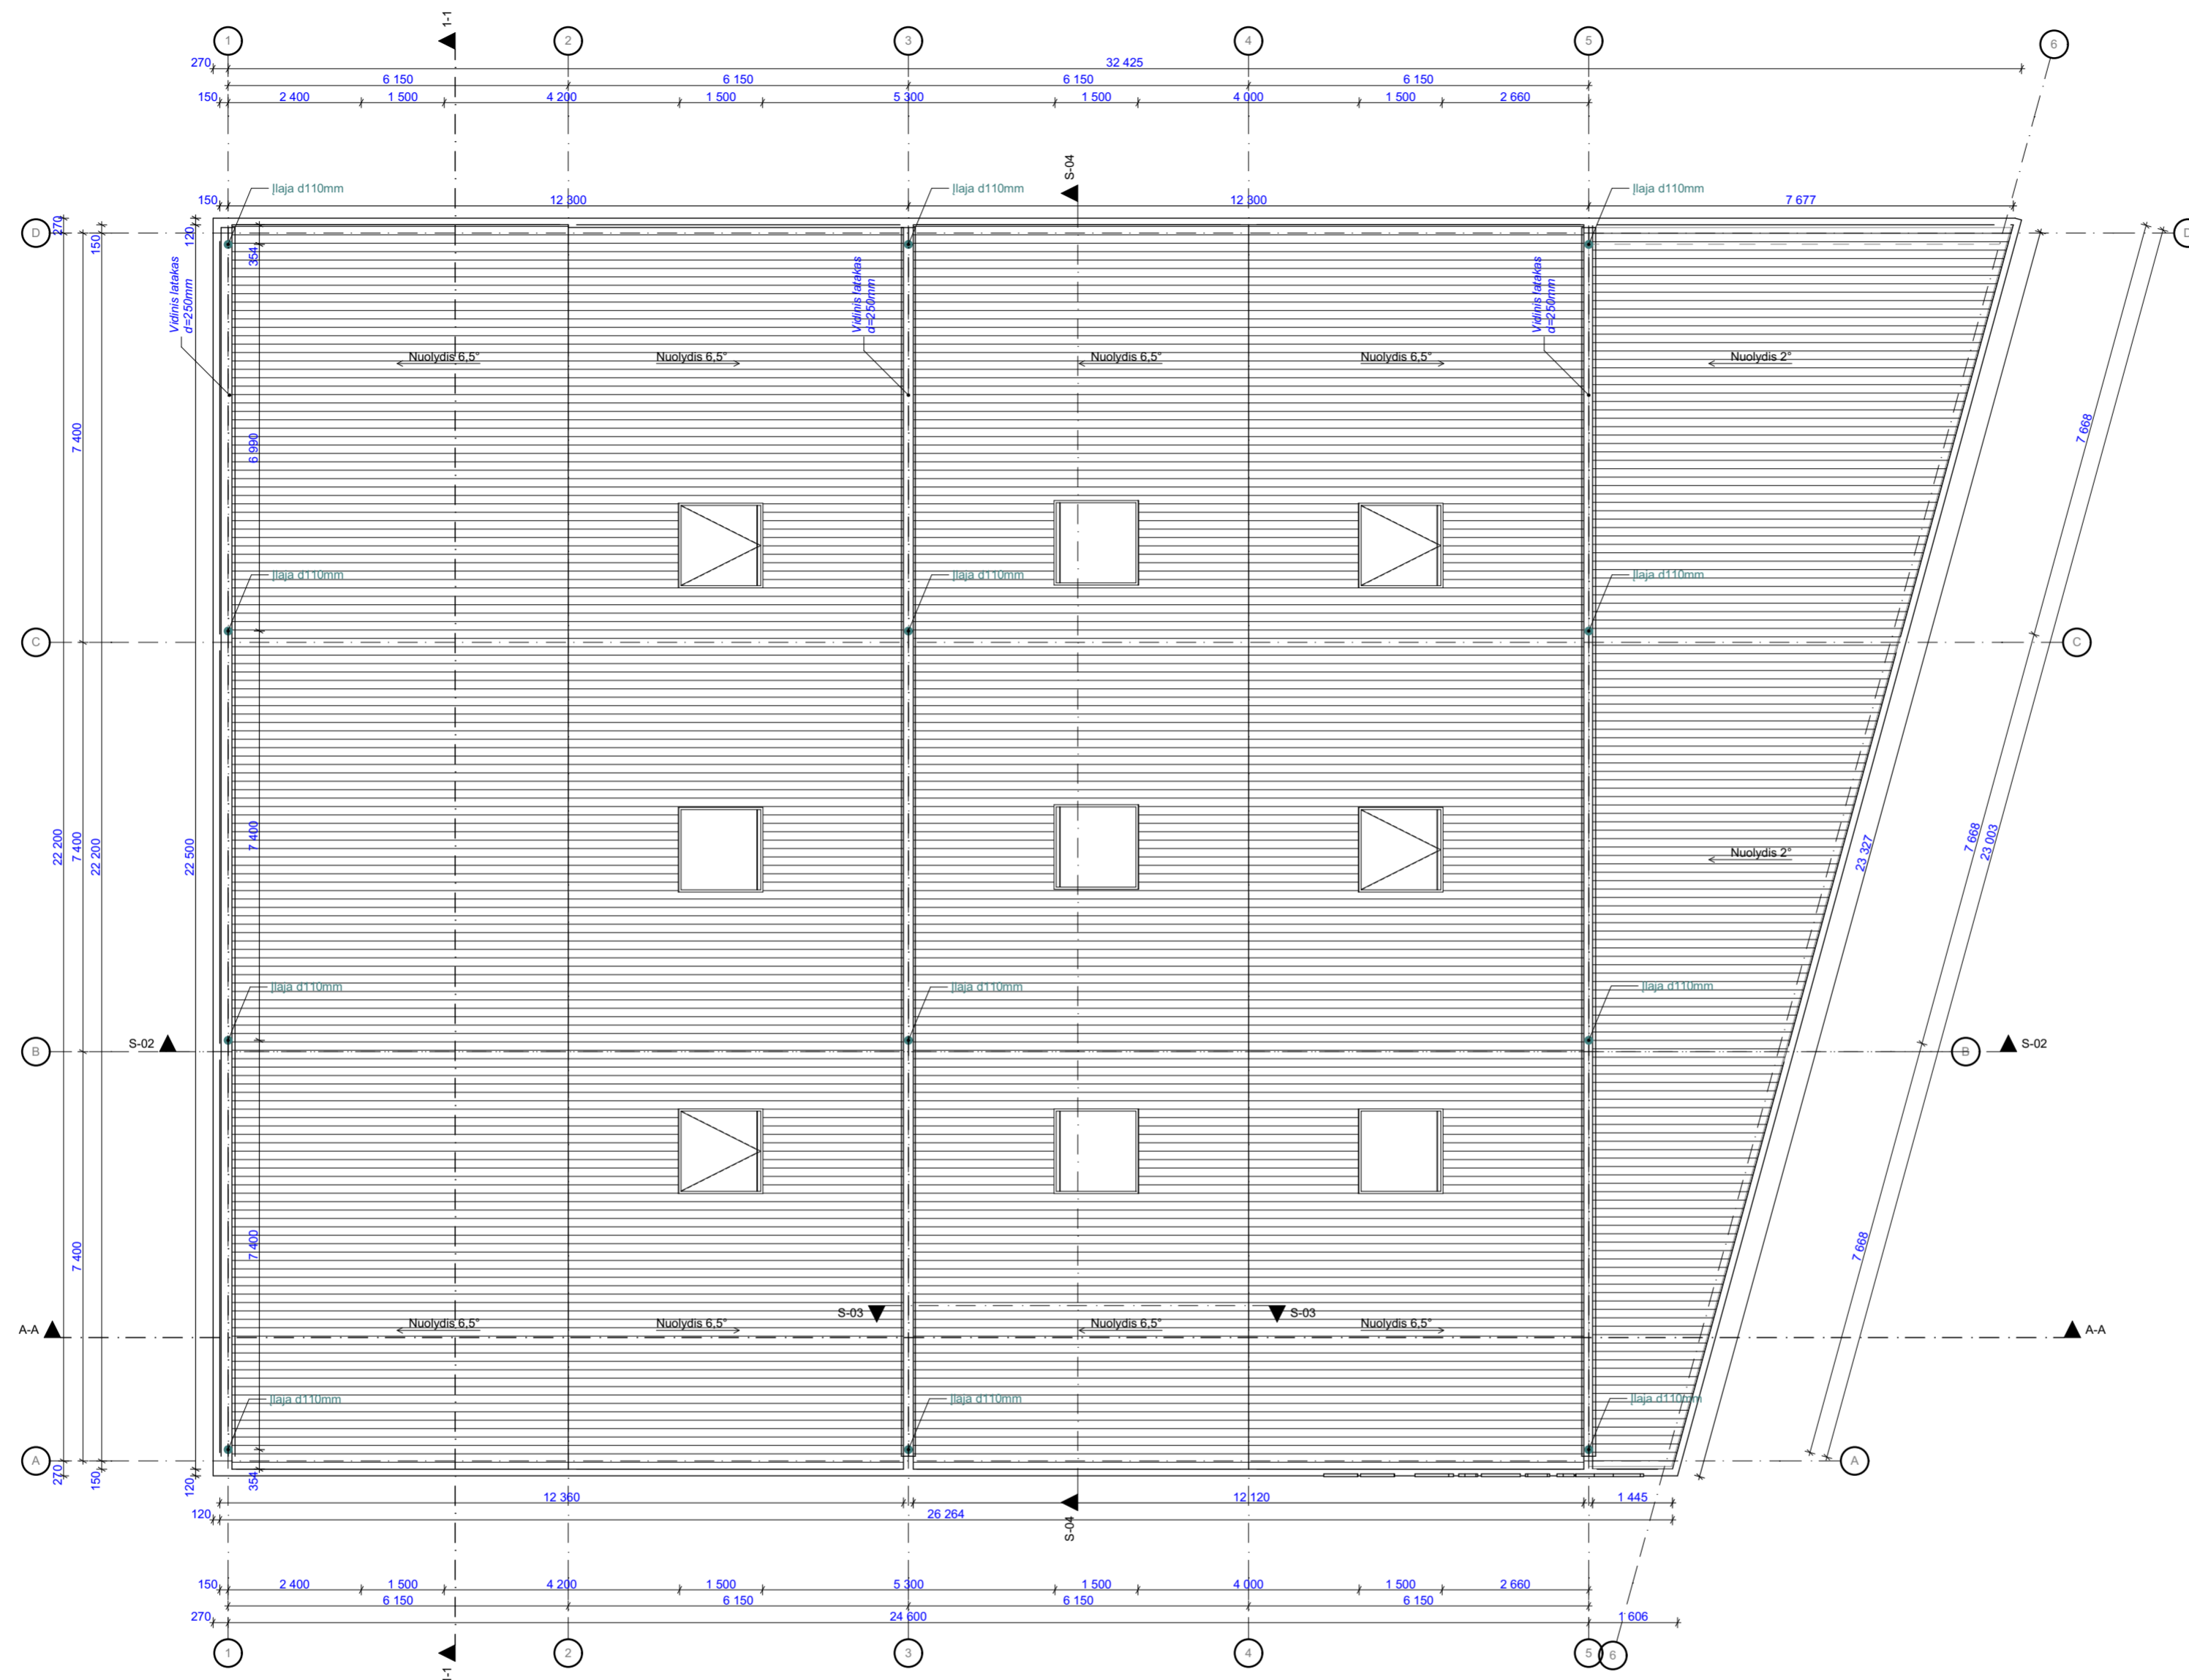 1-1
1
2
3
4
5
6
270
32 425
6 150
6 150
6 150
6 150
150
2 400
1 500
4 200
1 500
5 300
1 500
4 000
1 500
2 660
S-04
Įlaja d110mm
Įlaja d110mm
Įlaja d110mm
150
12 300
12 300
7 677
D
270
150
120
354
D
Vidinis latakas
d=250mm
Vidinis latakas
d=250mm
Vidinis latakas
d=250mm
Nuolydis 6,5°
Nuolydis 6,5°
Nuolydis 6,5°
Nuolydis 6,5°
Nuolydis 2°
7 400
6 990
7 668
Įlaja d110mm
Įlaja d110mm
Įlaja d110mm
C
C
22 200
7 400
22 200
22 500
7 400
Nuolydis 2°
23 327
7 668
23 003
Įlaja d110mm
Įlaja d110mm
Įlaja d110mm
S-02
S-02
B
B
7 400
7 400
7 668
S-03
S-03
A-A
Nuolydis 6,5°
Nuolydis 6,5°
Nuolydis 6,5°
Nuolydis 6,5°
A-A
Įlaja d110mm
Įlaja d110mm
Įlaja d110mm
A
A
270
150
120
354
12 360
12 120
1 445
120
26 264
S-04
150
2 400
1 500
4 200
1 500
5 300
1 500
4 000
1 500
2 660
6 150
6 150
6 150
6 150
270
24 600
1 606
1
2
3
4
5
6
1-1